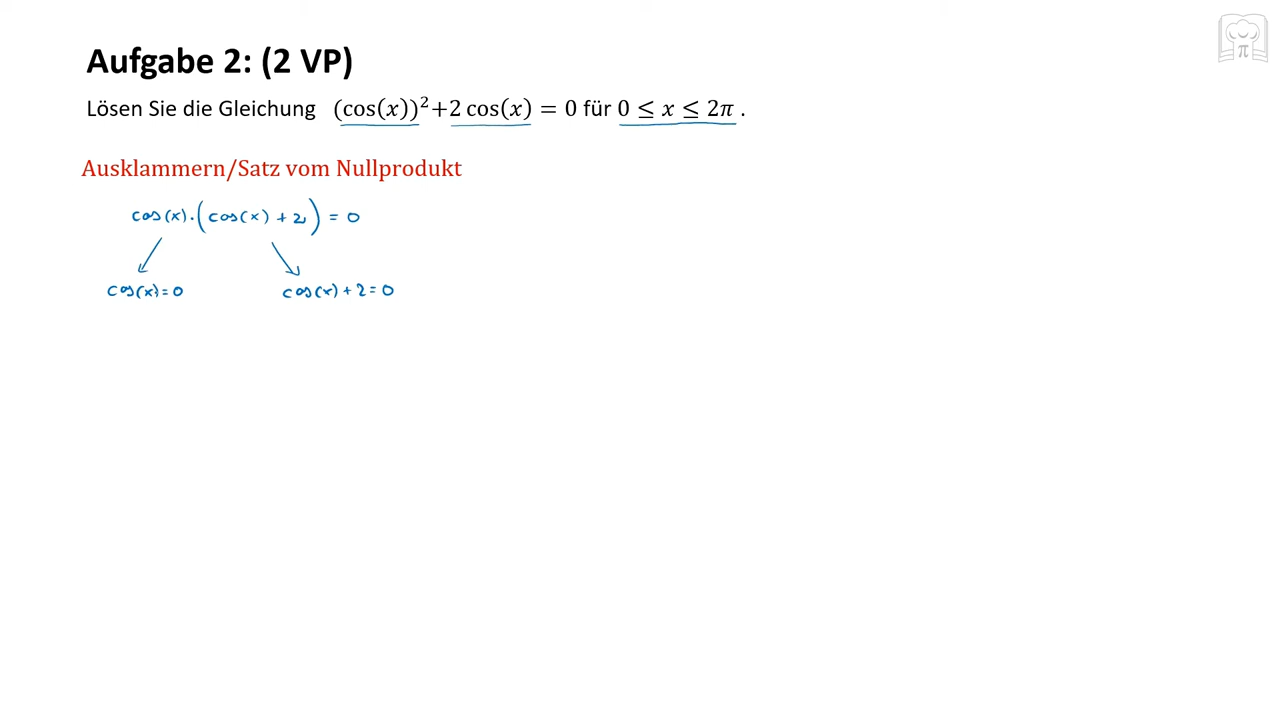 Aufgabe 2: (2 VP)
Lösen Sie die Gleichung (cos(x))²+2 cos(x) = 0 für 0 ≤ x ≤ 2π .
Ausklammern/Satz vom Nullprodukt
cos(x)·(cos(x) + 2) = 0
cos(x)=0 cos(x)+2=0
π